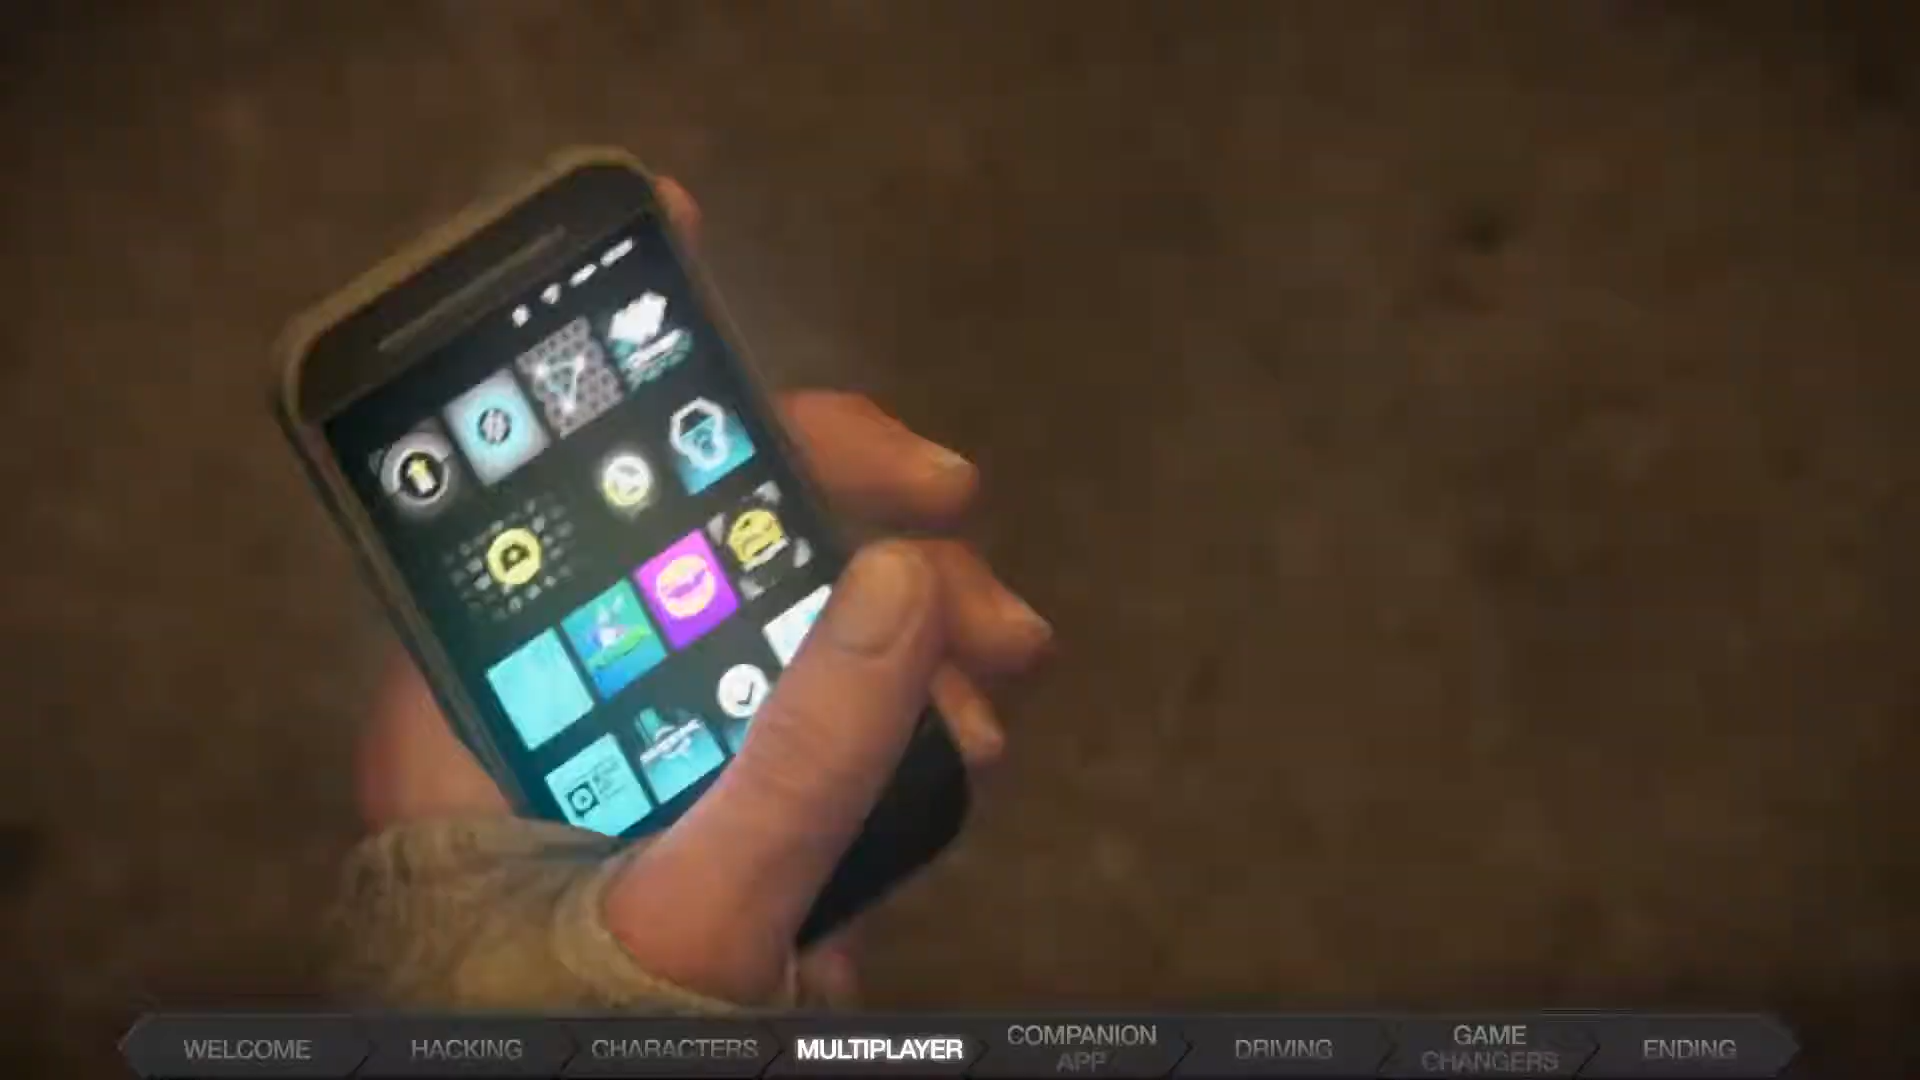 WELCOME
HACKING
CHARACTERS
MULTIPLAYER
COMPANION
APP
DRIVING
GAME
CHANGERS
ENDING